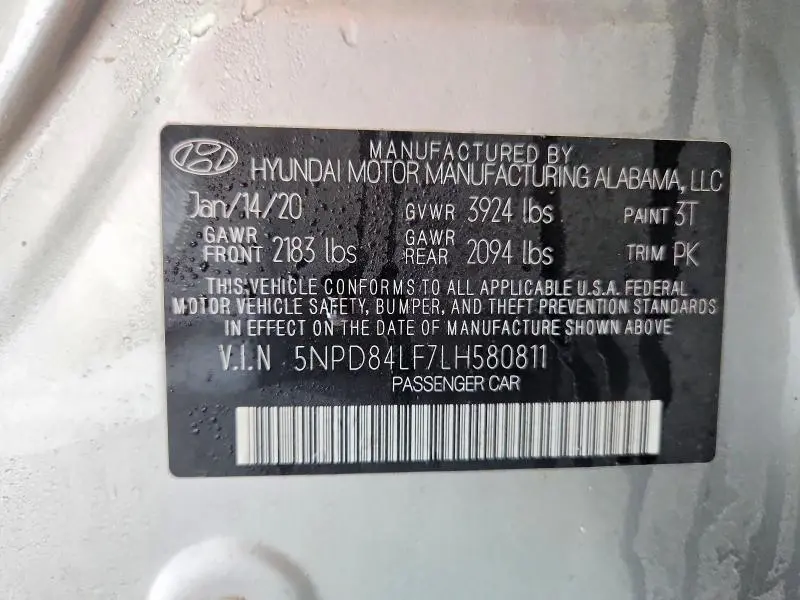 MANUFACTURED BY
HYUNDAI MOTOR MANUFACTURING ALABAMA, LLC
Jan/14/20 GVWR 3924 lbs PAINT 3T
GAWR FRONT 2183 lbs GAWR REAR 2094 lbs TRIM PK
THIS VEHICLE CONFORMS TO ALL APPLICABLE U.S.A. FEDERAL
MOTOR VEHICLE SAFETY, BUMPER, AND THEFT PREVENTION STANDARDS
IN EFFECT ON THE DATE OF MANUFACTURE SHOWN ABOVE
V.I.N 5NPD84LF7LH580811
PASSENGER CAR